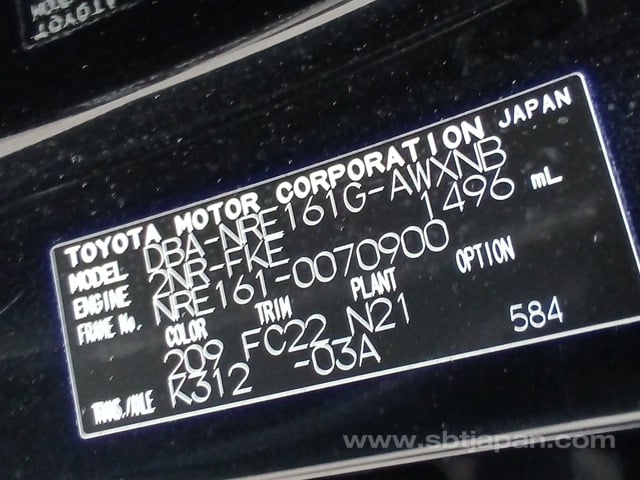 TOYOTA MOTOR CORPORATION JAPAN
MODEL DBA-NRE161G-AWXNB
ENGINE 2NR-FKE 1496 mL
FRAME No. NRE161-0070900
COLOR TRIM PLANT OPTION
209 FC22 N21
TRANS./AXLE K312 -03A 584
www.sbtjapan.com